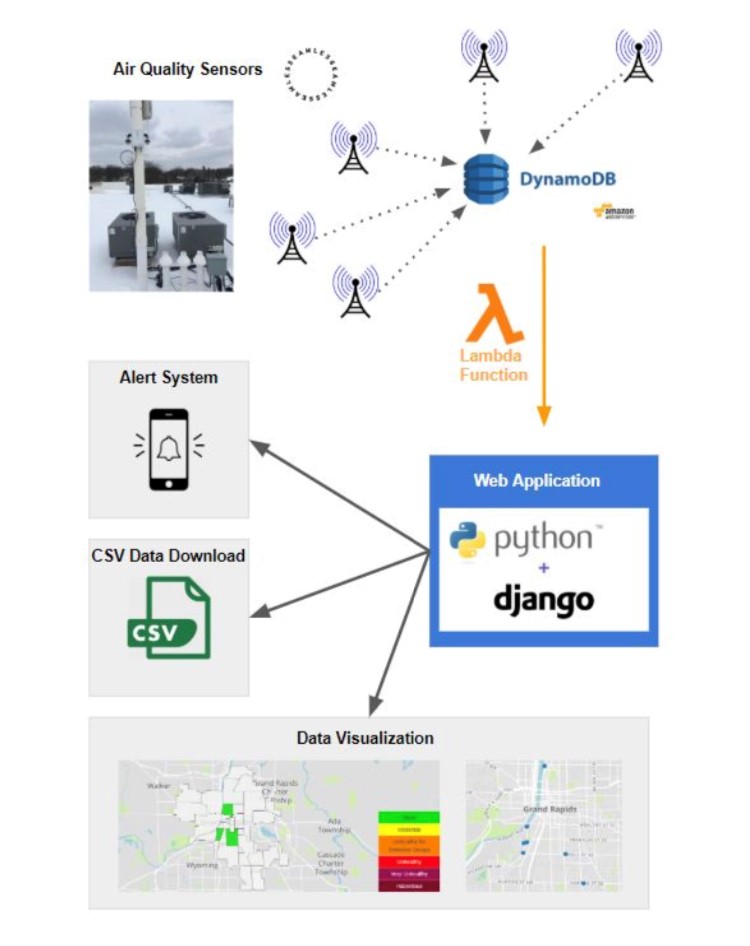 Air Quality Sensors
SEAMLESSSEAMLESSSEAMLESS
DynamoDB
amazon
Lambda
Function
Alert System
Web Application
python™
+
django
CSV Data Download
CSV
Data Visualization
Walker
Grand Rapids
Charter
Township
Ada
Township
Wyoming
Cascade
Charter
Township
Good
Moderate
Unhealthy for
Sensitive Groups
Unhealthy
Very Unhealthy
Hazardous
Grand Rapids